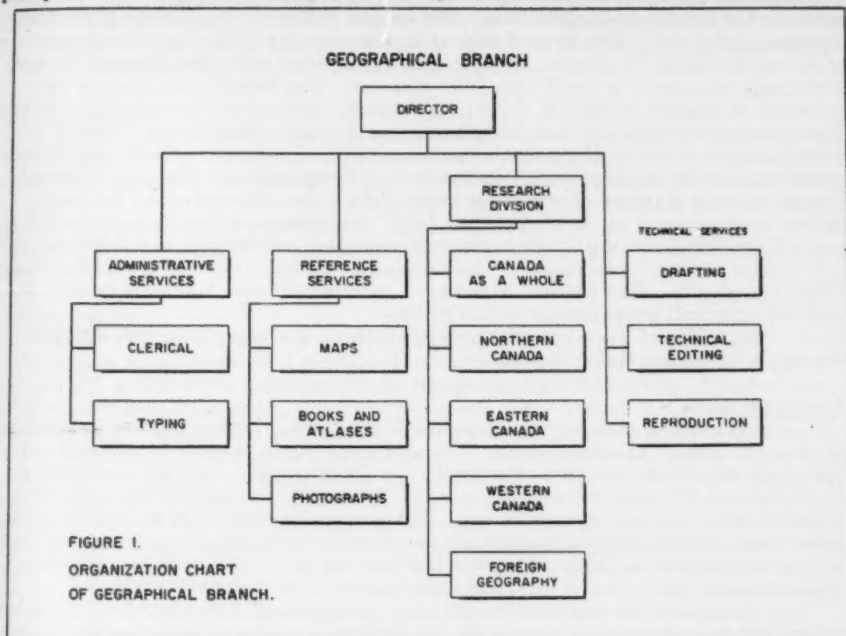 GEOGRAPHICAL BRANCH
DIRECTOR
RESEARCH
DIVISION
TECHNICAL SERVICES
ADMINISTRATIVE
SERVICES
REFERENCE
SERVICES
CANADA
AS A WHOLE
DRAFTING
CLERICAL
MAPS
NORTHERN
CANADA
TECHNICAL
EDITING
TYPING
BOOKS AND
ATLASES
EASTERN
CANADA
REPRODUCTION
PHOTOGRAPHS
WESTERN
CANADA
FOREIGN
GEOGRAPHY
FIGURE I.
ORGANIZATION CHART
OF GEGRAPHICAL BRANCH.